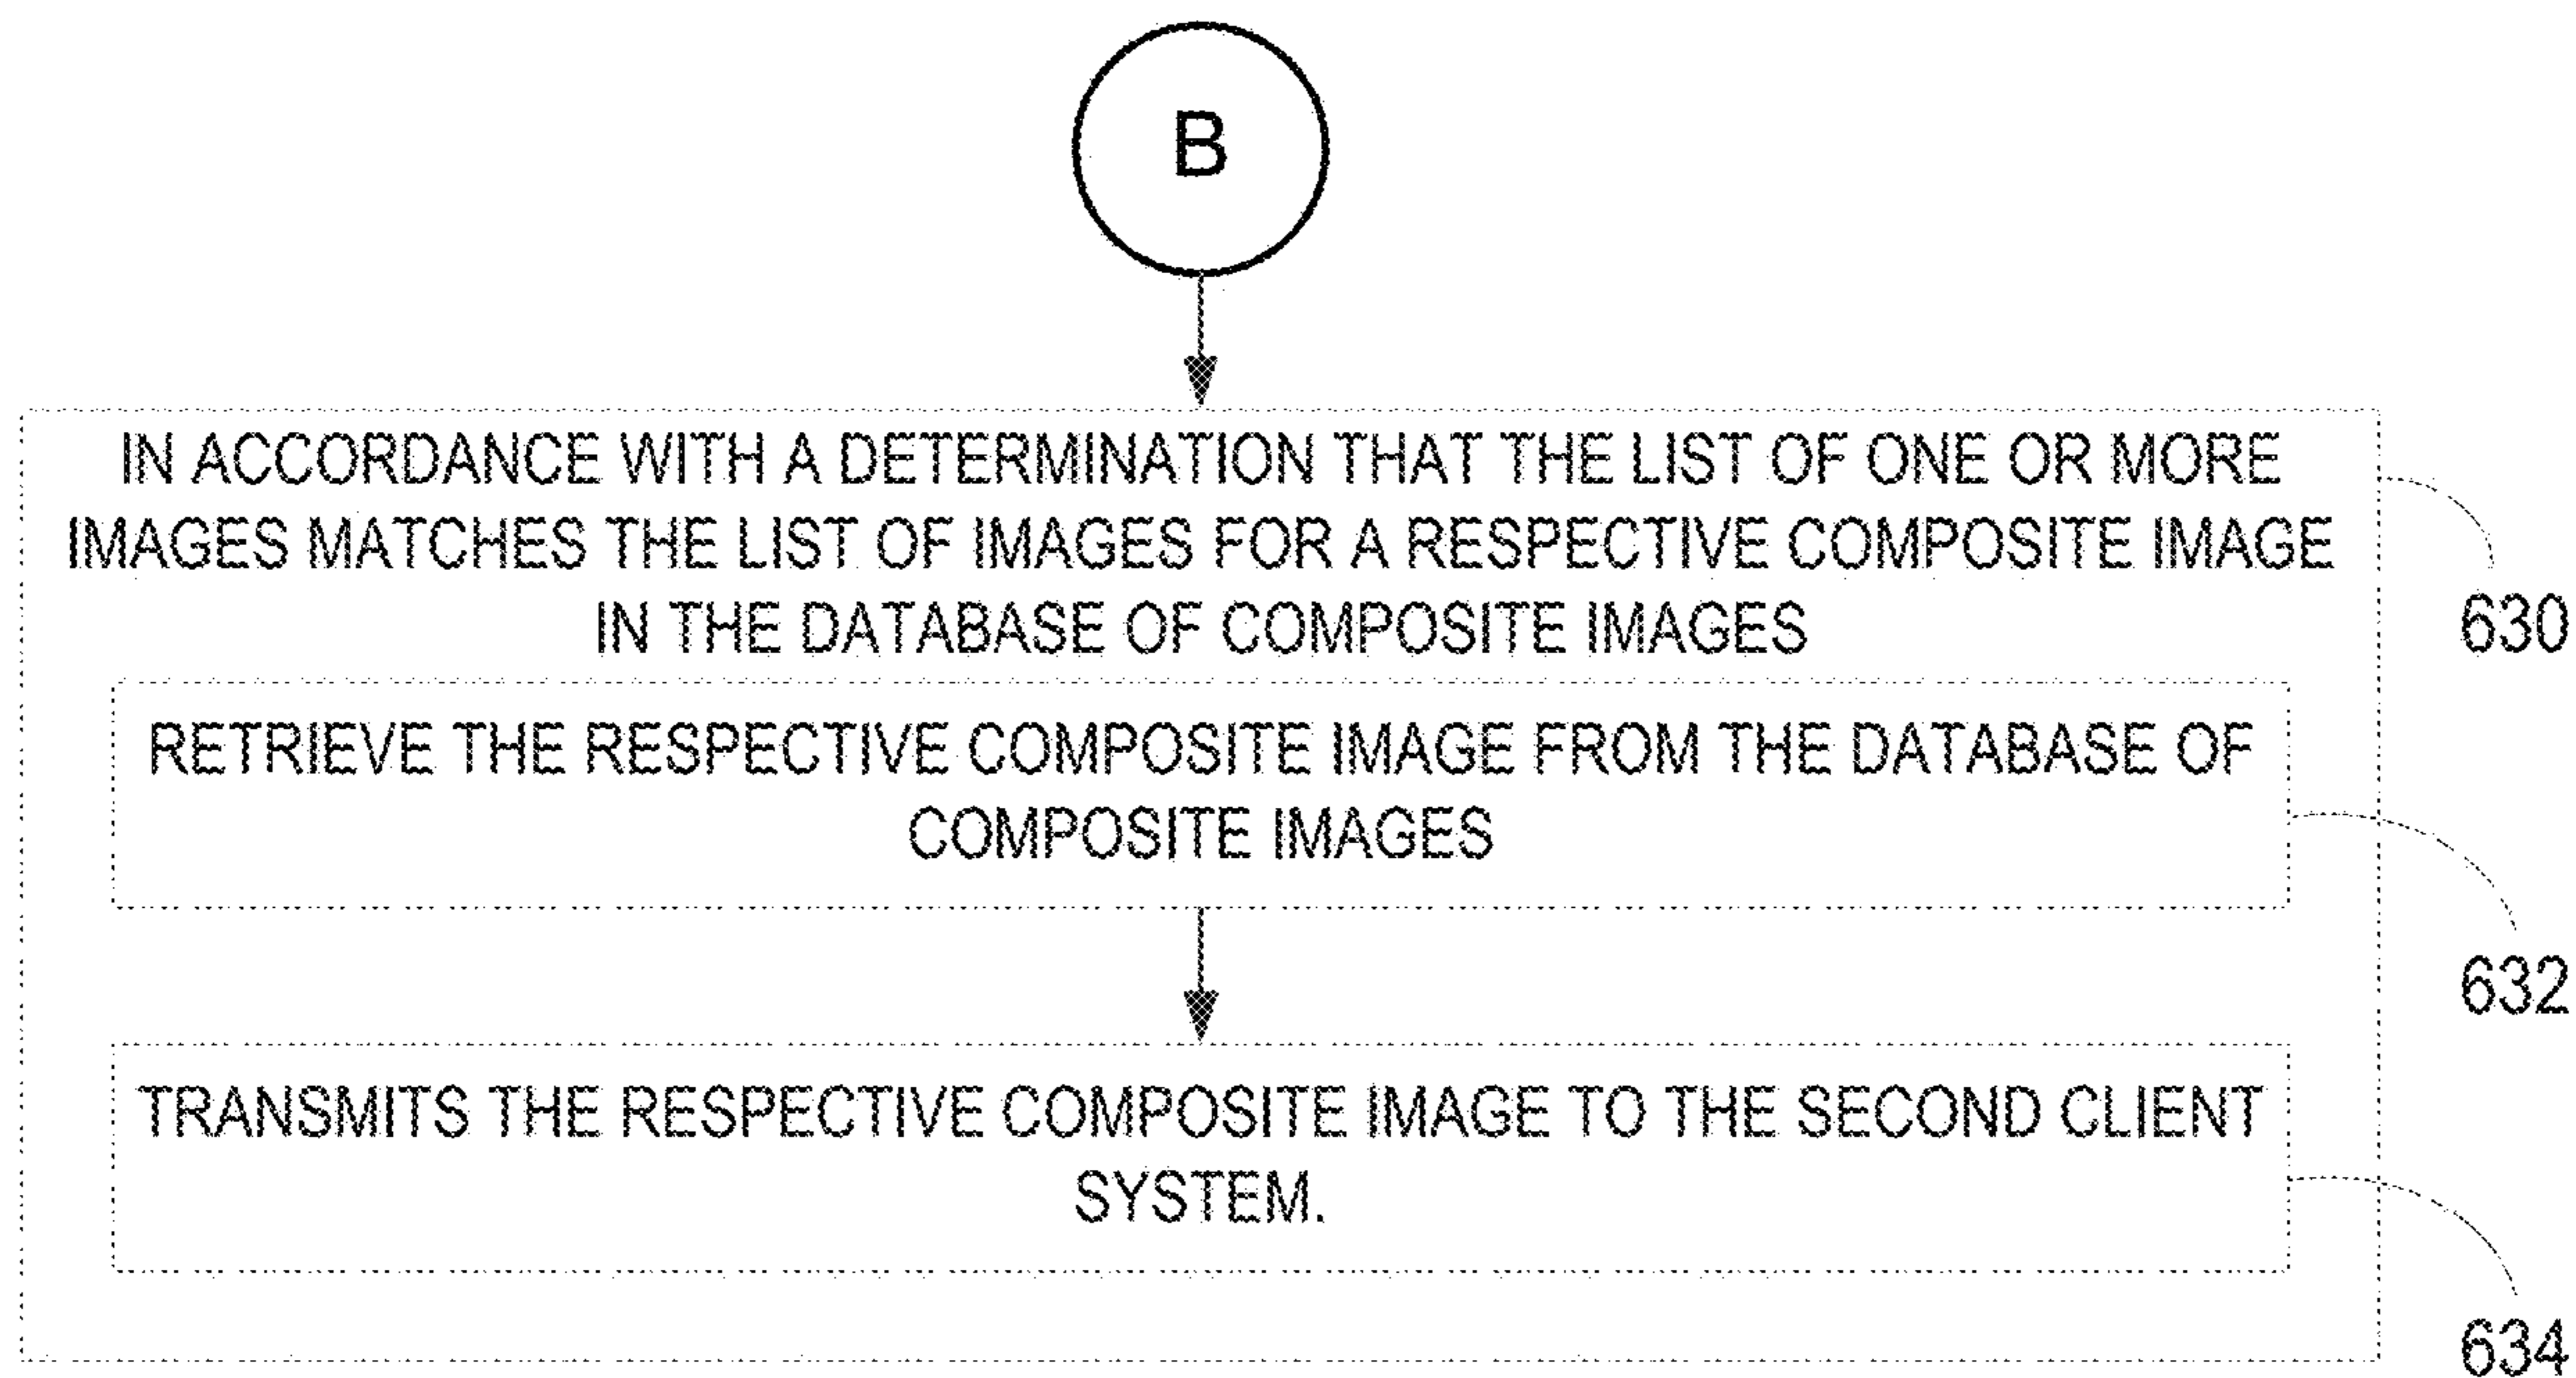 B
IN ACCORDANCE WITH A DETERMINATION THAT THE LIST OF ONE OR MORE
IMAGES MATCHES THE LIST OF IMAGES FOR A RESPECTIVE COMPOSITE IMAGE
IN THE DATABASE OF COMPOSITE IMAGES
630
RETRIEVE THE RESPECTIVE COMPOSITE IMAGE FROM THE DATABASE OF
COMPOSITE IMAGES
632
TRANSMITS THE RESPECTIVE COMPOSITE IMAGE TO THE SECOND CLIENT
SYSTEM.
634